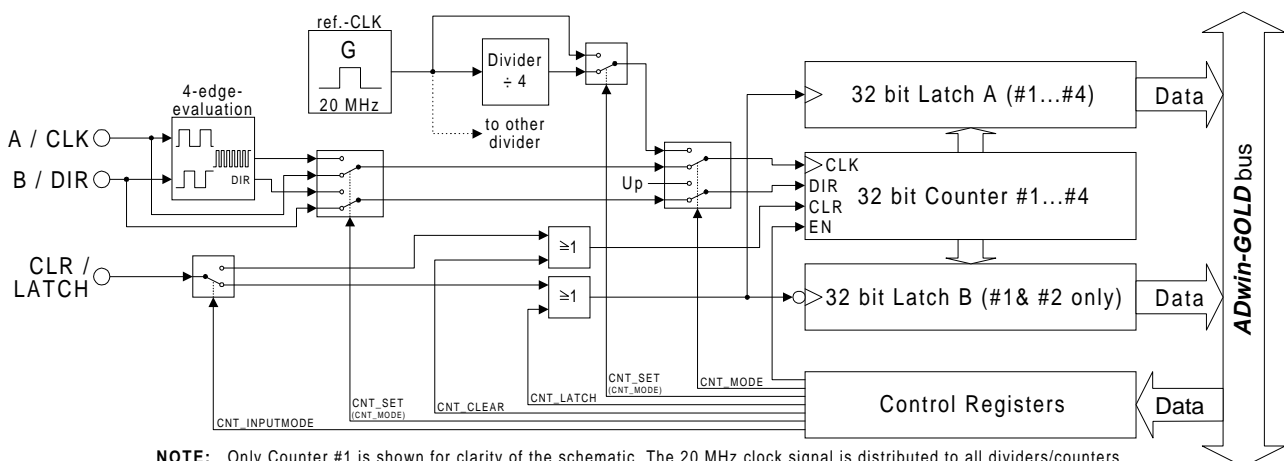 ref.-CLK
G
20 MHz
Divider
÷ 4
to other
divider
4-edge-
evaluation
DIR
A / CLK
B / DIR
CLR /
LATCH
Up
≧1
≧1
32 bit Latch A (#1...#4)
CLK
DIR
CLR
EN
32 bit Counter #1...#4
32 bit Latch B (#1& #2 only)
Control Registers
Data
Data
Data
ADwin-GOLD bus
CNT_INPUTMODE
CNT_SET
(CNT_MODE)
CNT_CLEAR
CNT_LATCH
CNT_SET
(CNT_MODE)
CNT_MODE
NOTE: Only Counter #1 is shown for clarity of the schematic. The 20 MHz clock signal is distributed to all dividers/counters